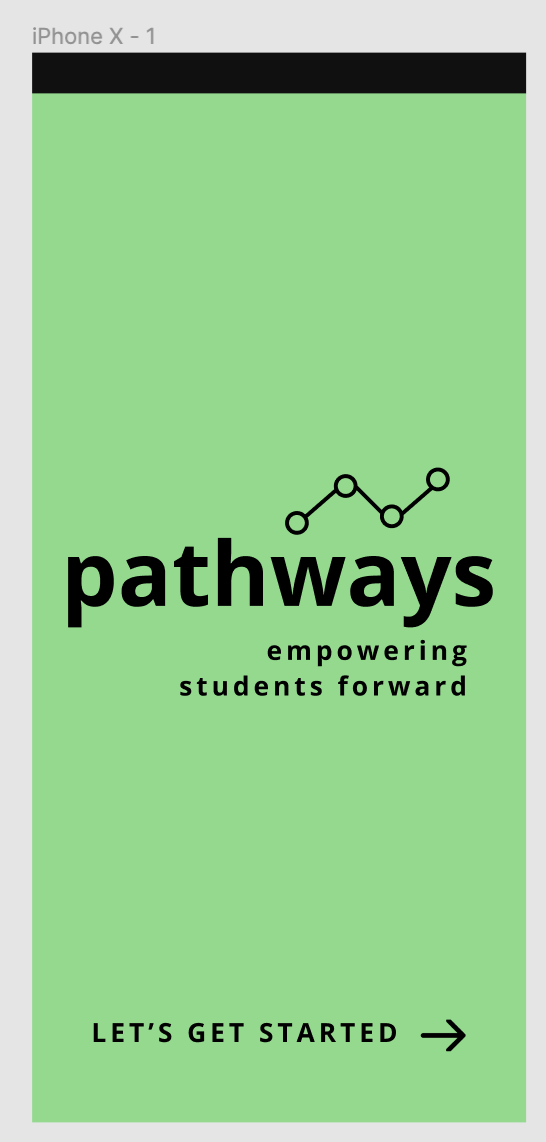 iPhone X - 1
pathways
empowering
students forward
LET’S GET STARTED